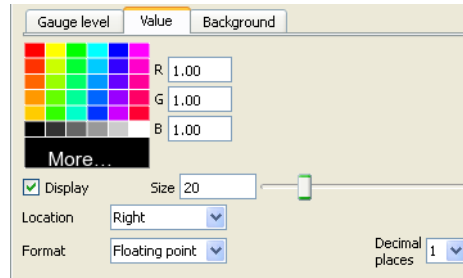 Gauge level Value Background
R 1.00
G 1.00
B 1.00
More...
Display Size 20
Location Right
Format Floating point Decimal places 1